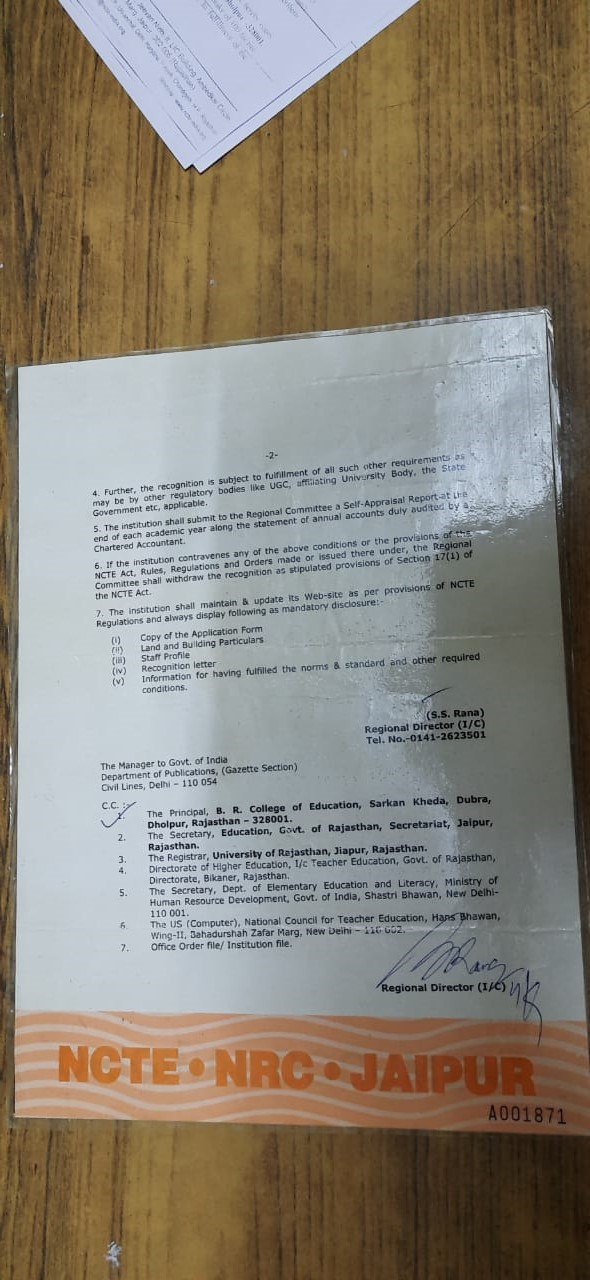 -2-
4. Further, the recognition is subject to fulfillment of all such other requirements as
may be by other regulatory bodies like UGC, affiliating University Body, the State
Government etc, applicable.
5. The institution shall submit to the Regional Committee a Self-Appraisal Report at the
end of each academic year along the statement of annual accounts duly audited by a
Chartered Accountant.
6. If the institution contravenes any of the above conditions or the provisions of the
NCTE Act, Rules, Regulations and Orders made or issued there under, the Regional
Committee shall withdraw the recognition as stipulated provisions of Section 17(1) of
the NCTE Act.
7. The institution shall maintain & update its Web-site as per provisions of NCTE
Regulations and always display following as mandatory disclosure:-
(i) Copy of the Application Form
(ii) Land and Building Particulars
(iii) Staff Profile
(iv) Recognition letter
(v) Information for having fulfilled the norms & standard and other required
conditions.
(S.S. Rana)
Regional Director (I/C)
Tel. No.-0141-2623501
The Manager to Govt. of India
Department of Publications, (Gazette Section)
Civil Lines, Delhi – 110 054
C.C. :-
1. The Principal, B. R. College of Education, Sarkan Kheda, Dubra,
Dholpur, Rajasthan – 328001.
2. The Secretary, Education, Govt. of Rajasthan, Secretariat, Jaipur,
Rajasthan.
3. The Registrar, University of Rajasthan, Jiapur, Rajasthan.
4. Directorate of Higher Education, I/c Teacher Education, Govt. of Rajasthan,
Directorate, Bikaner, Rajasthan.
5. The Secretary, Dept. of Elementary Education and Literacy, Ministry of
Human Resource Development, Govt. of India, Shastri Bhawan, New Delhi-
110 001.
6. The US (Computer), National Council for Teacher Education, Hans Bhawan,
Wing-II, Bahadurshah Zafar Marg, New Delhi – 110 002.
7. Office Order file/ Institution file.
Regional Director (I/C)
NCTE • NRC • JAIPUR
A001871